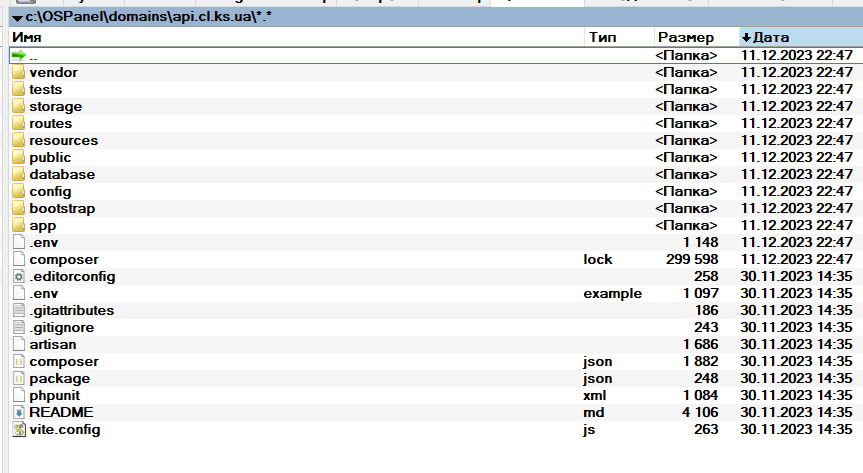 c:\OSPanel\domains\api.cl.ks.ua\*.*
Имя Тип Размер Дата
.. <Папка> 11.12.2023 22:47
vendor <Папка> 11.12.2023 22:47
tests <Папка> 11.12.2023 22:47
storage <Папка> 11.12.2023 22:47
routes <Папка> 11.12.2023 22:47
resources <Папка> 11.12.2023 22:47
public <Папка> 11.12.2023 22:47
database <Папка> 11.12.2023 22:47
config <Папка> 11.12.2023 22:47
bootstrap <Папка> 11.12.2023 22:47
app <Папка> 11.12.2023 22:47
.env 1 148 11.12.2023 22:47
composer lock 299 598 11.12.2023 22:47
.editorconfig 258 30.11.2023 14:35
.env example 1 097 30.11.2023 14:35
.gitattributes 186 30.11.2023 14:35
.gitignore 243 30.11.2023 14:35
artisan 1 686 30.11.2023 14:35
composer json 1 882 30.11.2023 14:35
package json 248 30.11.2023 14:35
phpunit xml 1 084 30.11.2023 14:35
README md 4 106 30.11.2023 14:35
vite.config js 263 30.11.2023 14:35